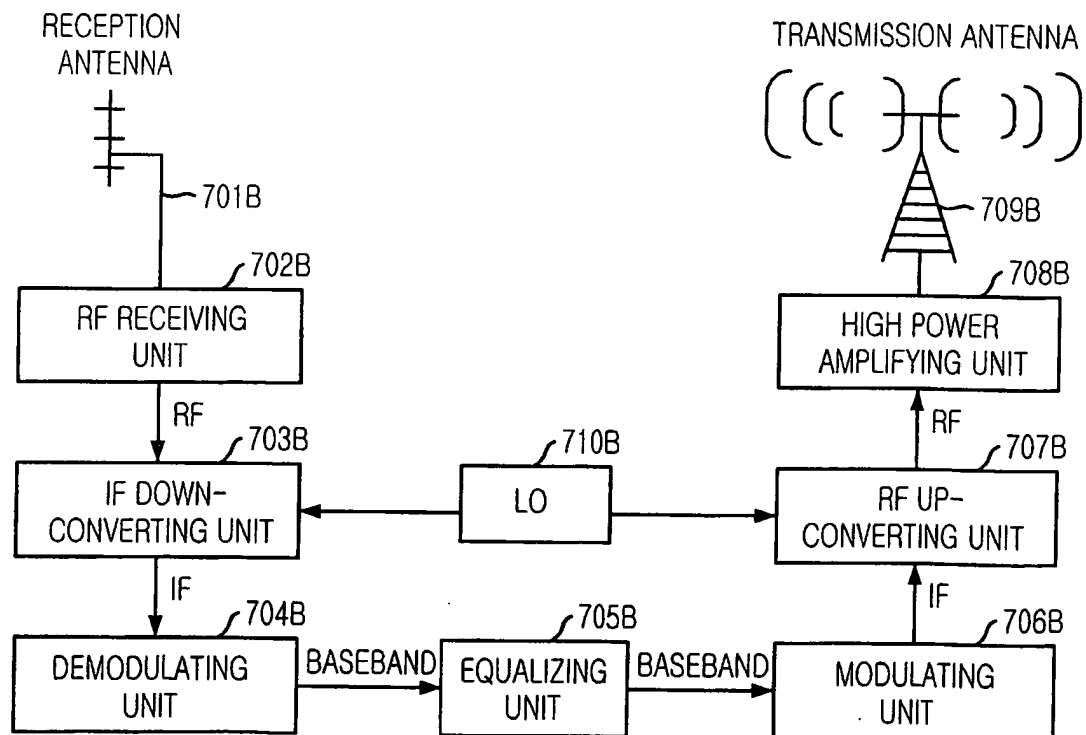 RECEPTION
ANTENNA
TRANSMISSION ANTENNA
701B
709B
702B
RF RECEIVING
UNIT
708B
HIGH POWER
AMPLIFYING UNIT
RF
RF
703B
IF DOWN-
CONVERTING UNIT
710B
LO
707B
RF UP-
CONVERTING UNIT
IF
IF
704B
DEMODULATING
UNIT
BASEBAND
705B
EQUALIZING
UNIT
BASEBAND
706B
MODULATING
UNIT